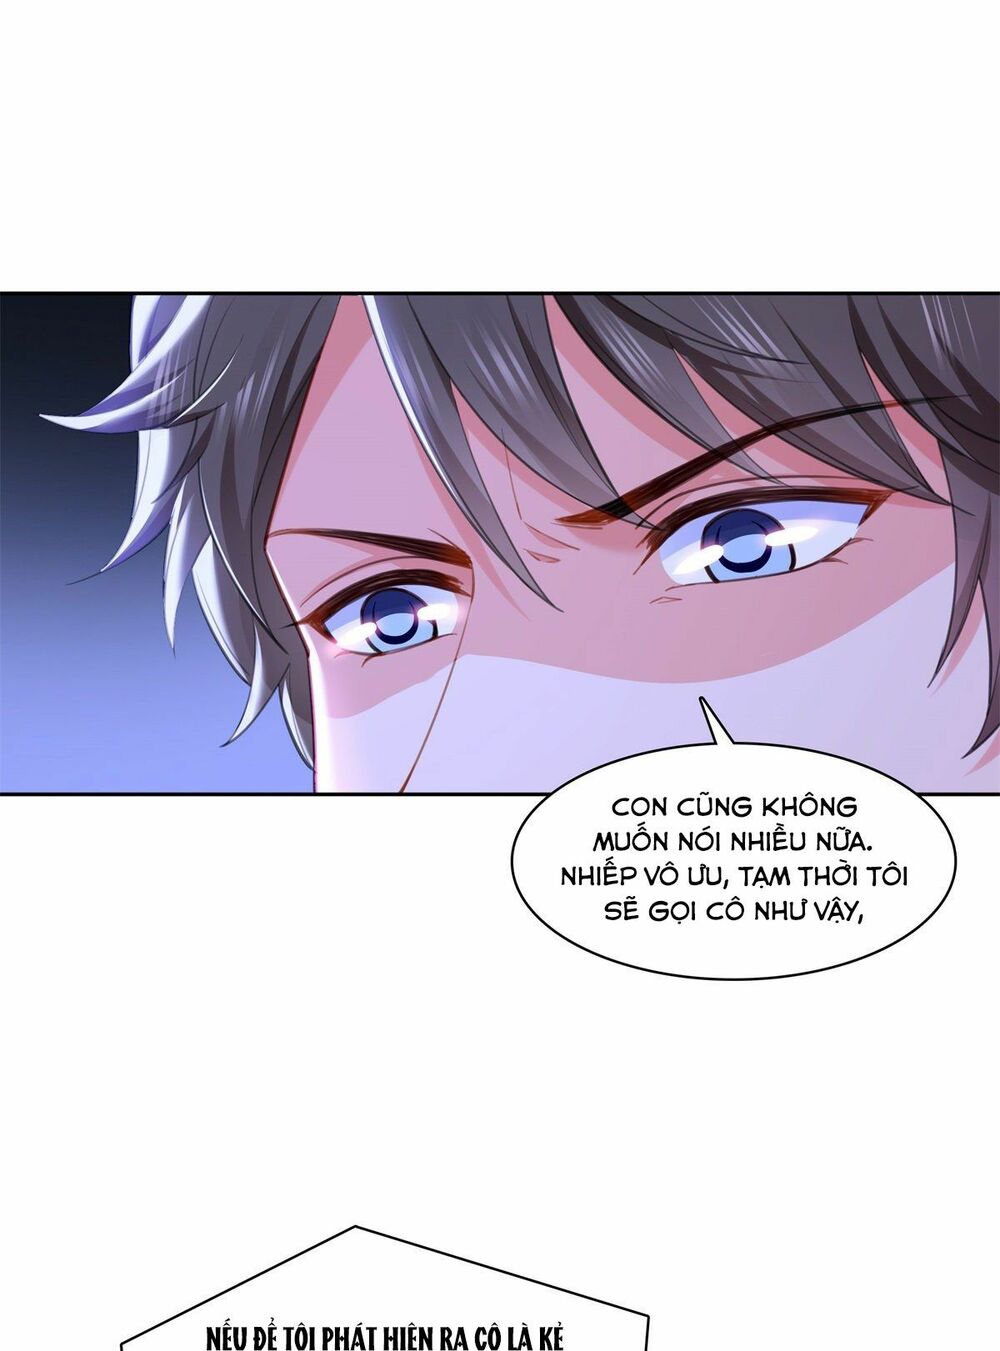 CON CŨNG KHÔNG
MUỐN NÓI NHIỀU NỮA.
NHIẾP VÔ ƯU, TẠM THỜI TÔI
SẼ GỌI CÔ NHƯ VẬY,
NẾU ĐỂ TÔI PHÁT HIỆN RA CÔ LÀ KẺ